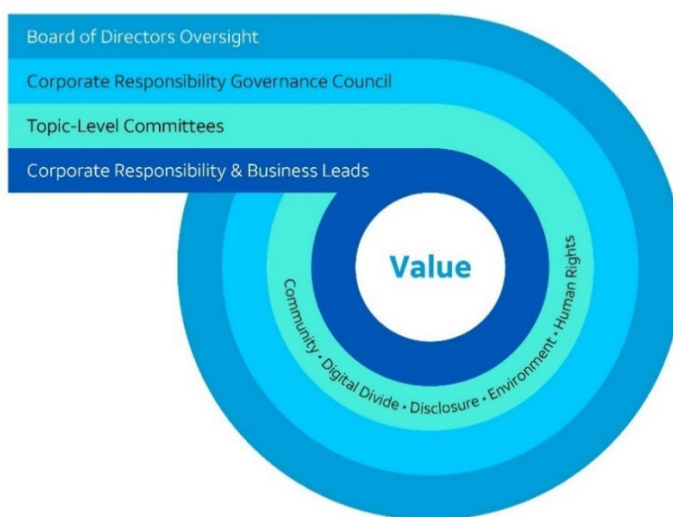 Board of Directors Oversight
Corporate Responsibility Governance Council
Topic-Level Committees
Corporate Responsibility & Business Leads
Value
Community • Digital Divide • Disclosure • Environment • Human Rights